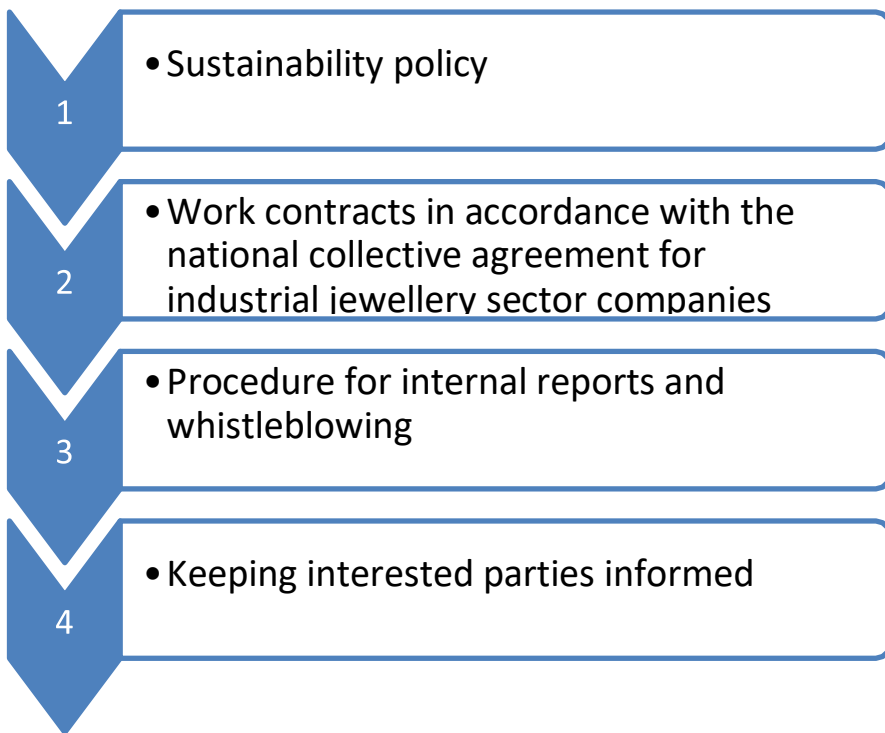 1
• Sustainability policy
2
• Work contracts in accordance with the
national collective agreement for
industrial jewellery sector companies
3
• Procedure for internal reports and
whistleblowing
4
• Keeping interested parties informed